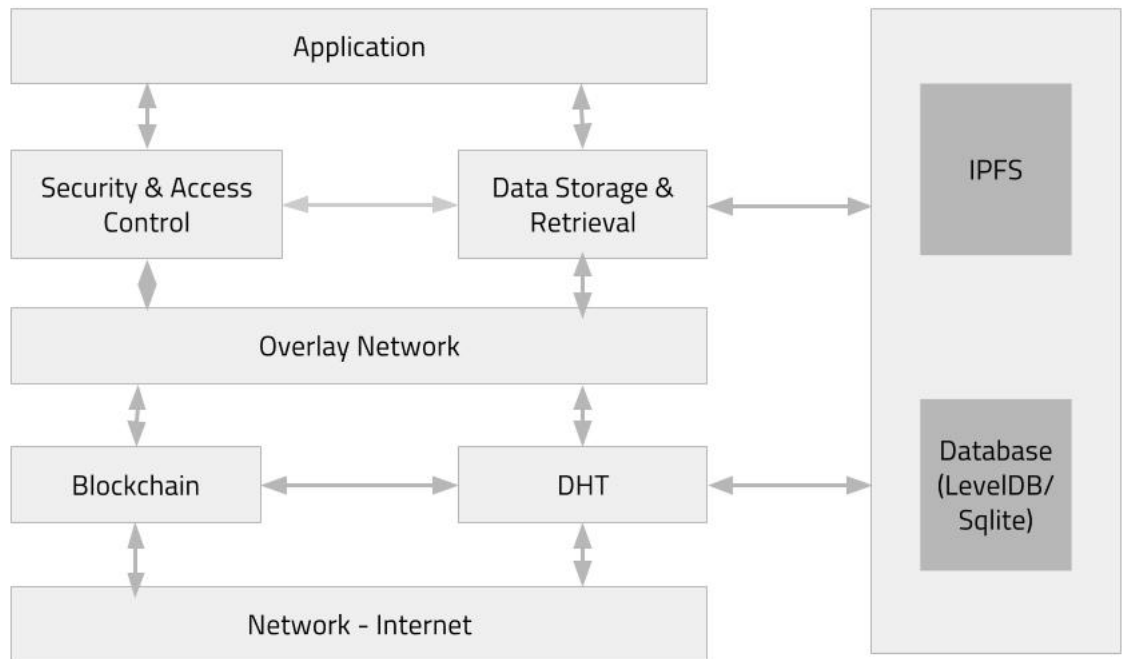 Application
Security & Access
Control
Data Storage &
Retrieval
IPFS
Overlay Network
Blockchain
DHT
Database
(LevelDB/
Sqlite)
Network - Internet